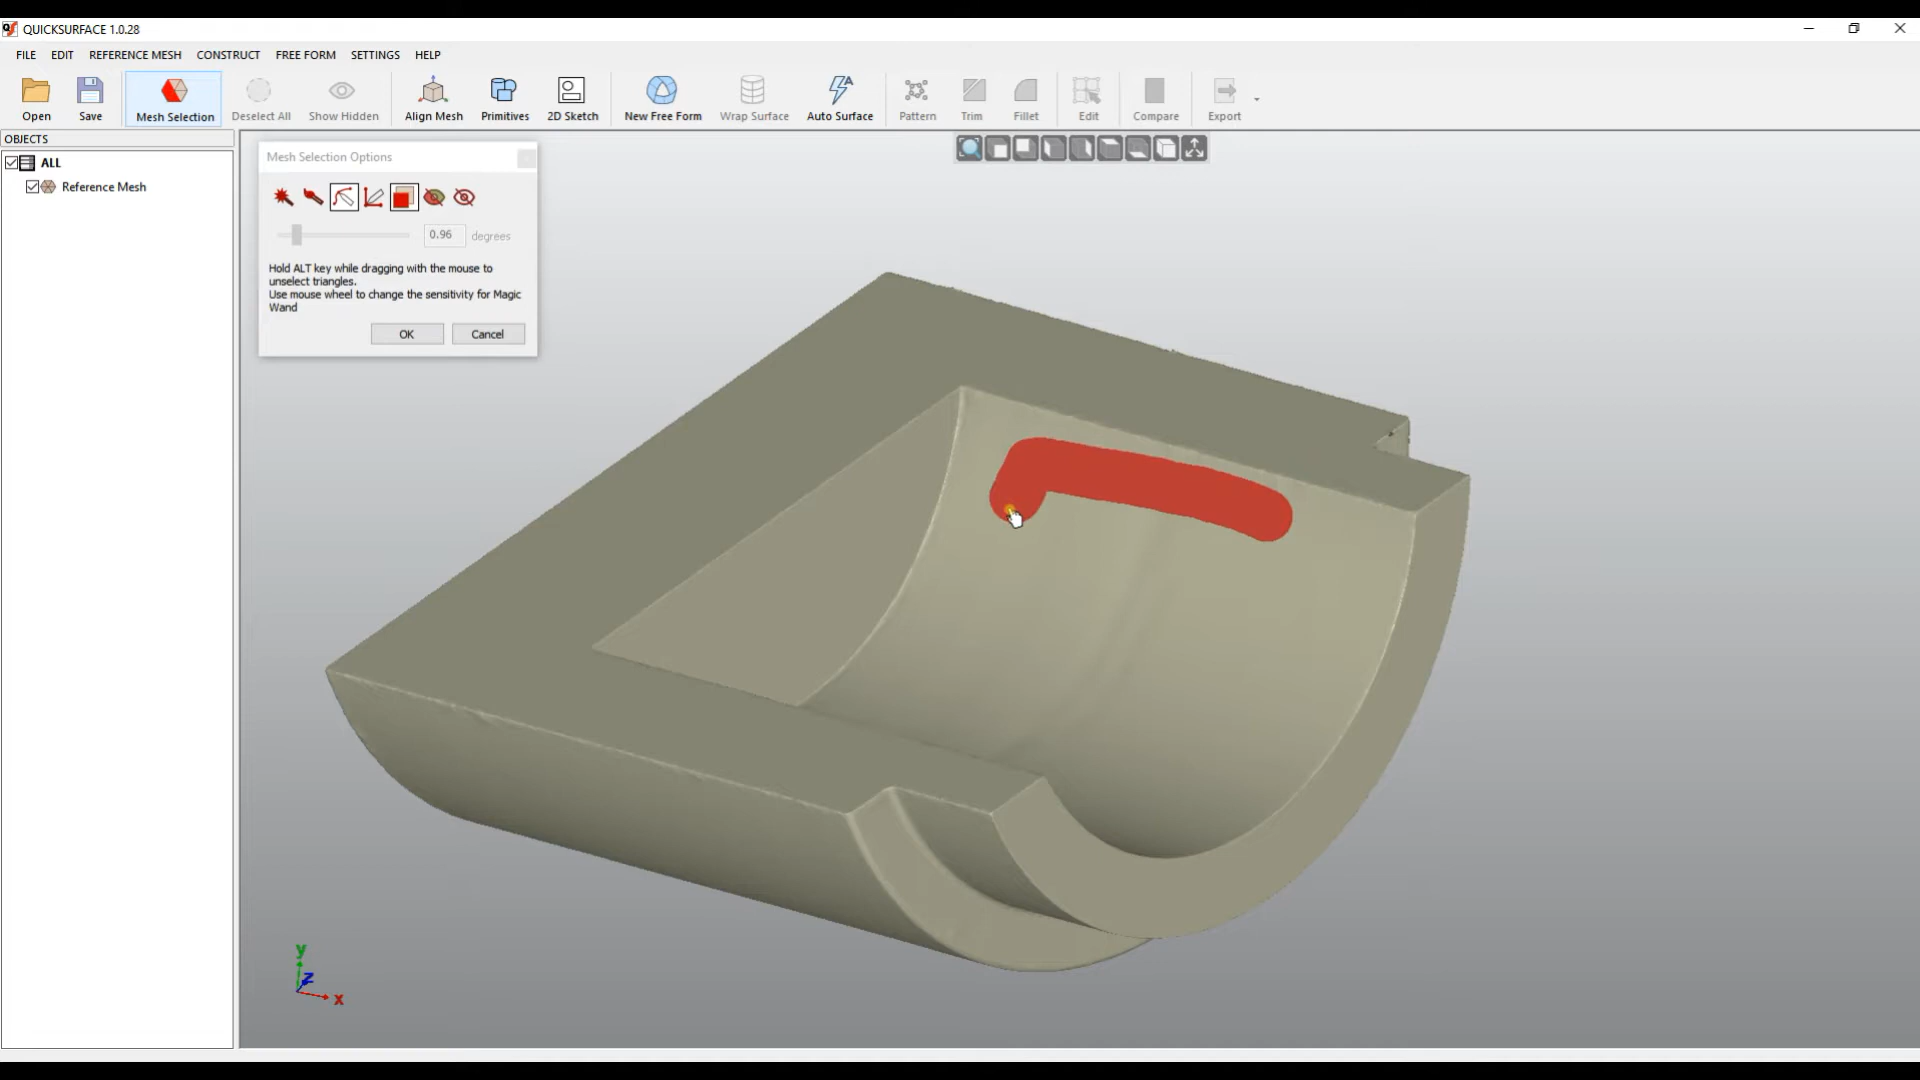 QUICKSURFACE 1.0.28
FILE EDIT REFERENCE MESH CONSTRUCT FREE FORM SETTINGS HELP
Open Save Mesh Selection Deselect All Show Hidden Align Mesh Primitives 2D Sketch New Free Form Wrap Surface Auto Surface Pattern Trim Fillet Edit Compare Export
OBJECTS
ALL
Reference Mesh
Mesh Selection Options
0.96 degrees
Hold ALT key while dragging with the mouse to
unselect triangles.
Use mouse wheel to change the sensitivity for Magic
Wand
OK Cancel
y
z
x